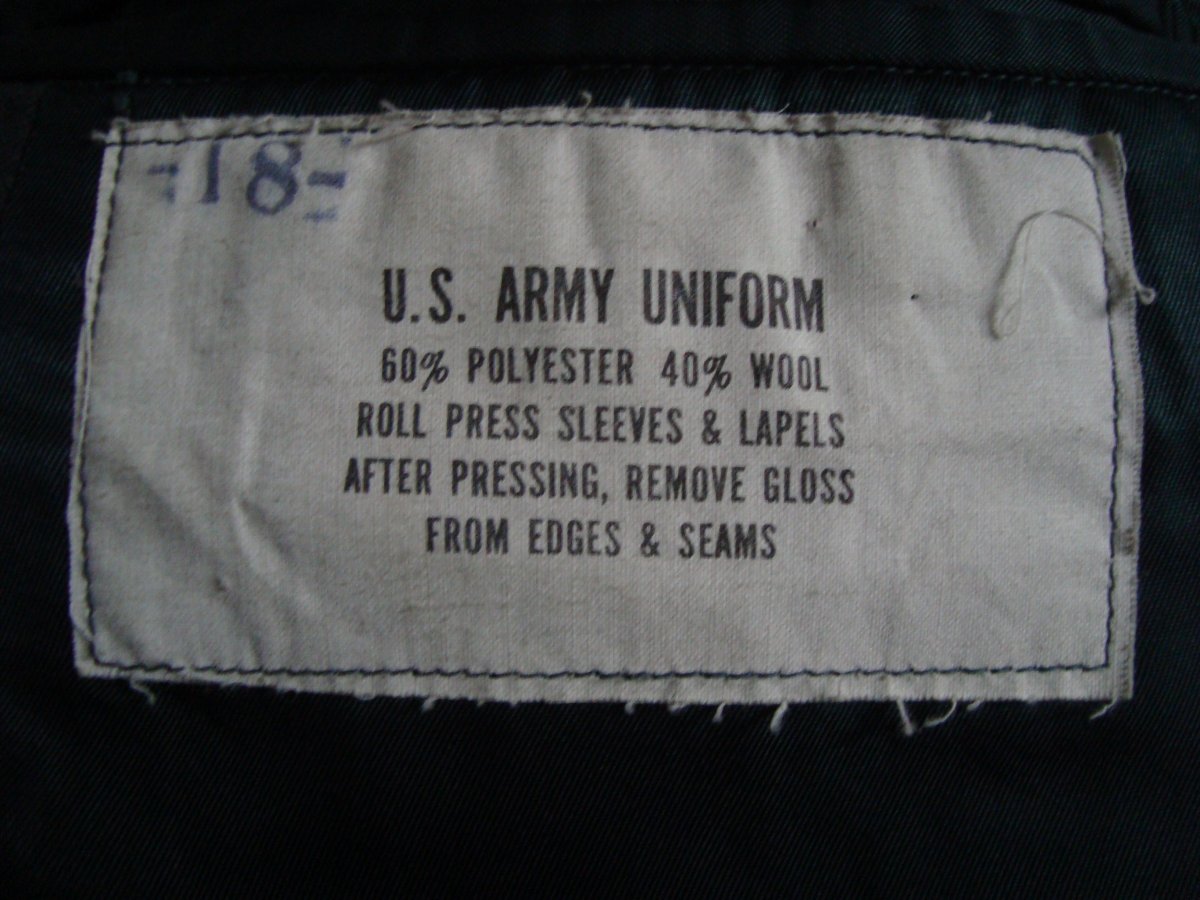 -18-
U.S. ARMY UNIFORM
60% POLYESTER 40% WOOL
ROLL PRESS SLEEVES & LAPELS
AFTER PRESSING, REMOVE GLOSS
FROM EDGES & SEAMS